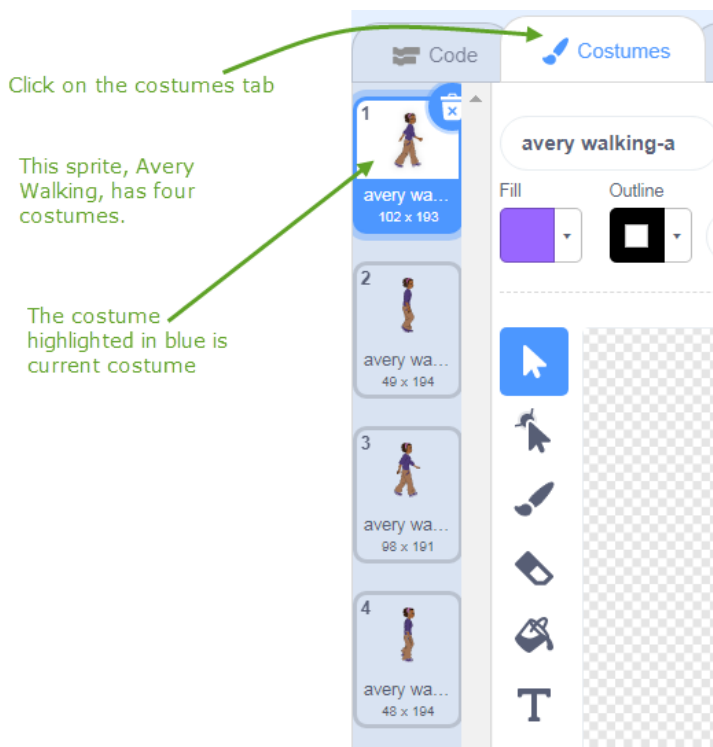 Code
Costumes
Click on the costumes tab
1
avery walking-a
This sprite, Avery
Walking, has four
costumes.
avery wa...
102 x 193
Fill
Outline
2
The costume
highlighted in blue is
current costume
avery wa...
49 x 194
3
avery wa...
98 x 191
4
avery wa...
48 x 194
T